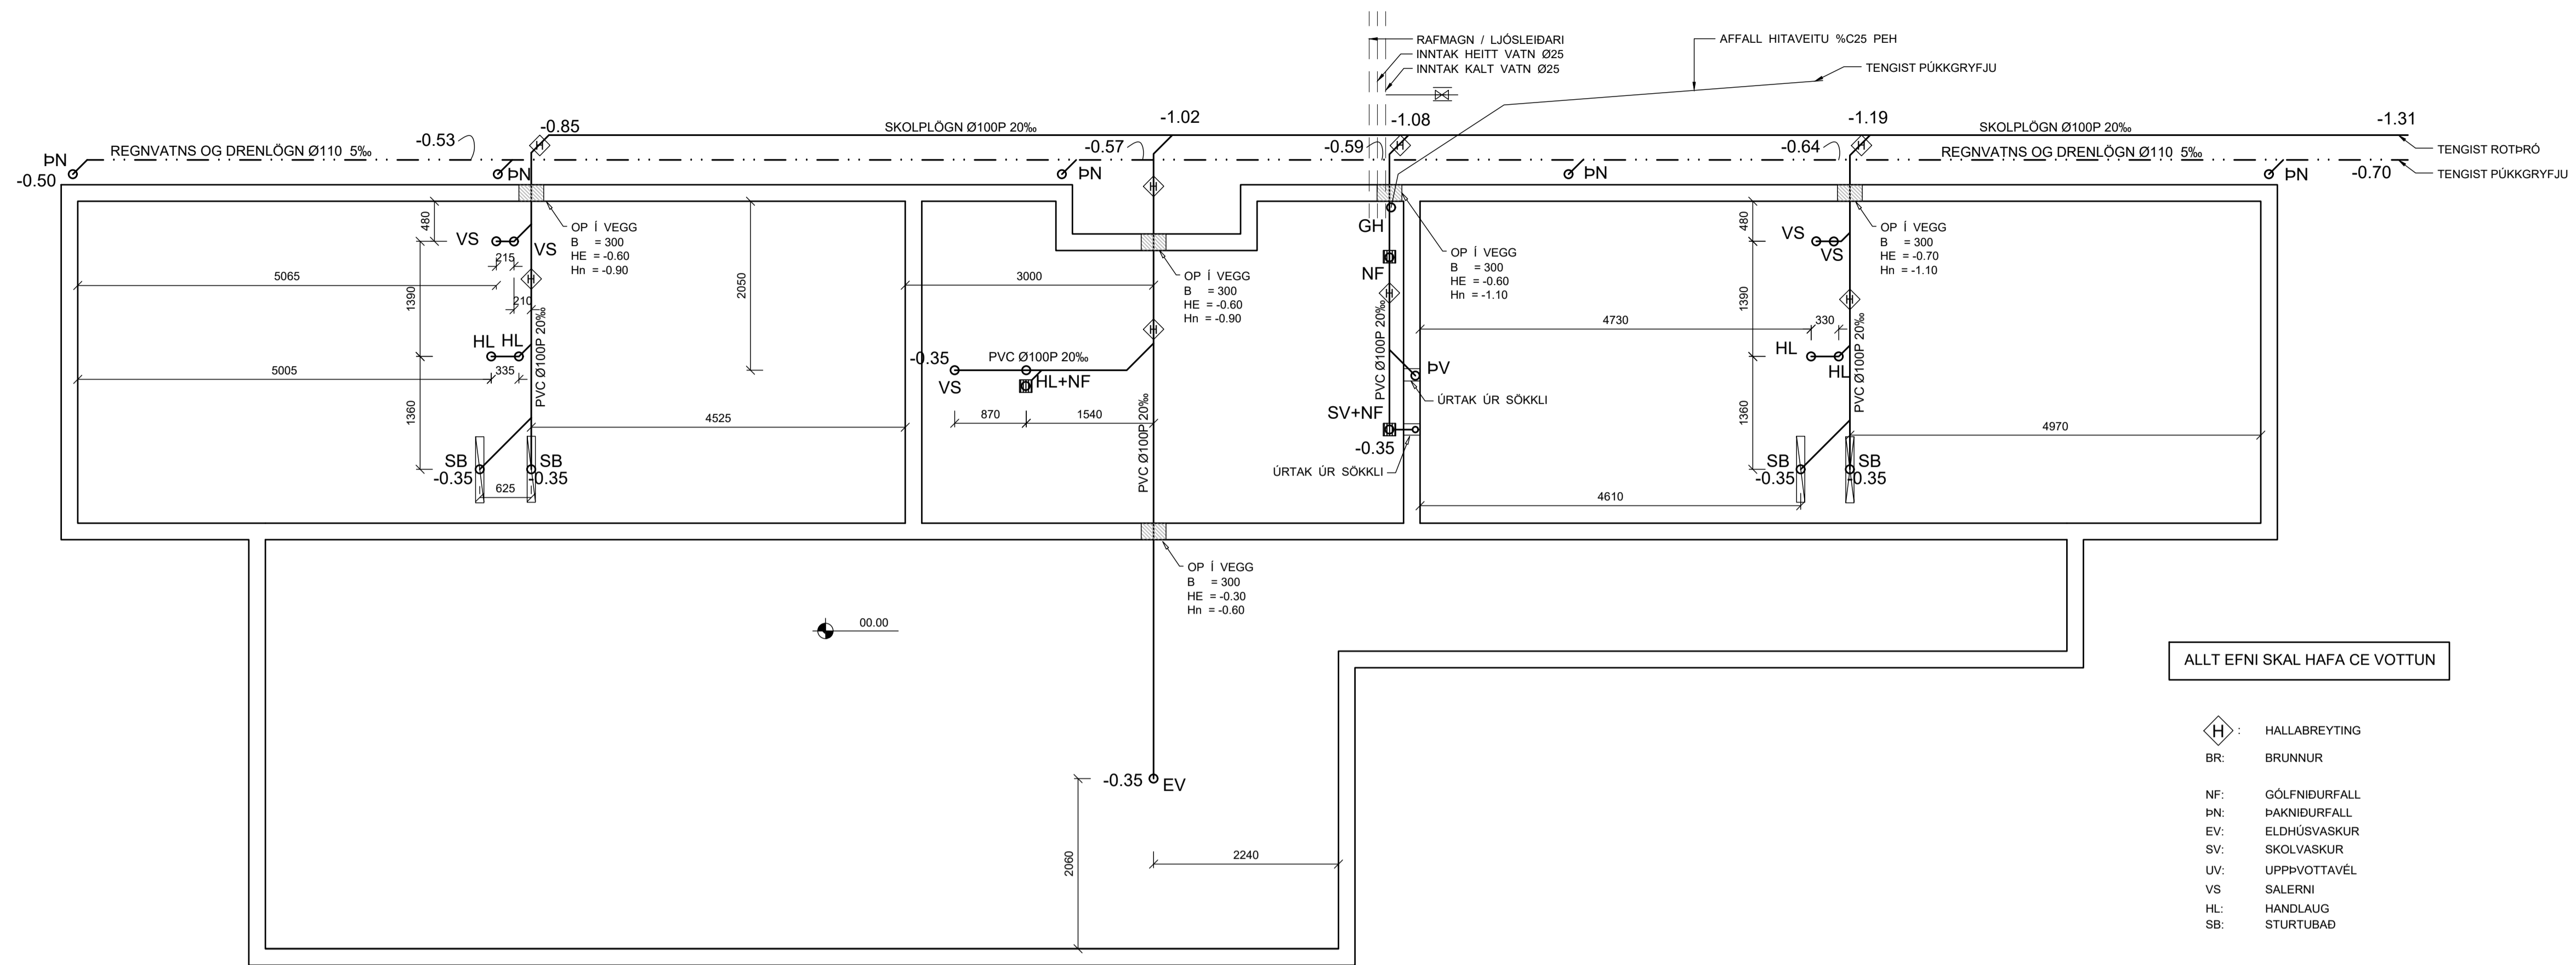 RAFMAGN / LJÓSLEIÐARI
INNTAK HEITT VATN Ø25
INNTAK KALT VATN Ø25
AFFALL HITAVEITU %C25 PEH
TENGIST PÚKKGRYFJU
-0.85
SKOLPLÖGN Ø100P 20‰
-1.02
-1.08
-1.19
SKOLPLÖGN Ø100P 20‰
-1.31
H
H
H
TENGIST ROTÞRÓ
ÞN
REGNVATNS OG DRENLÖGN Ø110 5‰
-0.53
-0.57
-0.59
-0.64
REGNVATNS OG DRENLÖGN Ø110 5‰
-0.50
ÞN
ÞN
ÞN
ÞN
-0.70
TENGIST PÚKKGRYFJU
H
480
VS
VS
215
OP Í VEGG
B = 300
HE = -0.60
Hn = -0.90
5065
H
210
1390
2050
3000
OP Í VEGG
B = 300
HE = -0.60
Hn = -0.90
GH
NF
H
OP Í VEGG
B = 300
HE = -0.60
Hn = -1.10
480
VS
VS
OP Í VEGG
B = 300
HE = -0.70
Hn = -1.10
H
1390
4730
330
H
HL
HL
PVC Ø100P 20‰
5005
335
-0.35
PVC Ø100P 20‰
VS
HL+NF
870
1540
PVC Ø100P 20‰
PVC Ø100P 20‰
ÞV
ÚRTAK ÚR SÖKKLI
HL
HL
PVC Ø100P 20‰
1360
4525
SV+NF
-0.35
ÚRTAK ÚR SÖKKLI
1360
4970
SB
-0.35
SB
-0.35
625
SB
-0.35
SB
-0.35
4610
OP Í VEGG
B = 300
HE = -0.30
Hn = -0.60
00.00
ALLT EFNI SKAL HAFA CE VOTTUN
-0.35
EV
2060
2240
H : HALLABREYTING
BR: BRUNNUR
NF: GÓLFNIÐURFALL
ÞN: ÞAKNIÐURFALL
EV: ELDHÚSVASKUR
SV: SKOLVASKUR
UV: UPPÞVOTTAVÉL
VS SALERNI
HL: HANDLAUG
SB: STURTUBAÐ